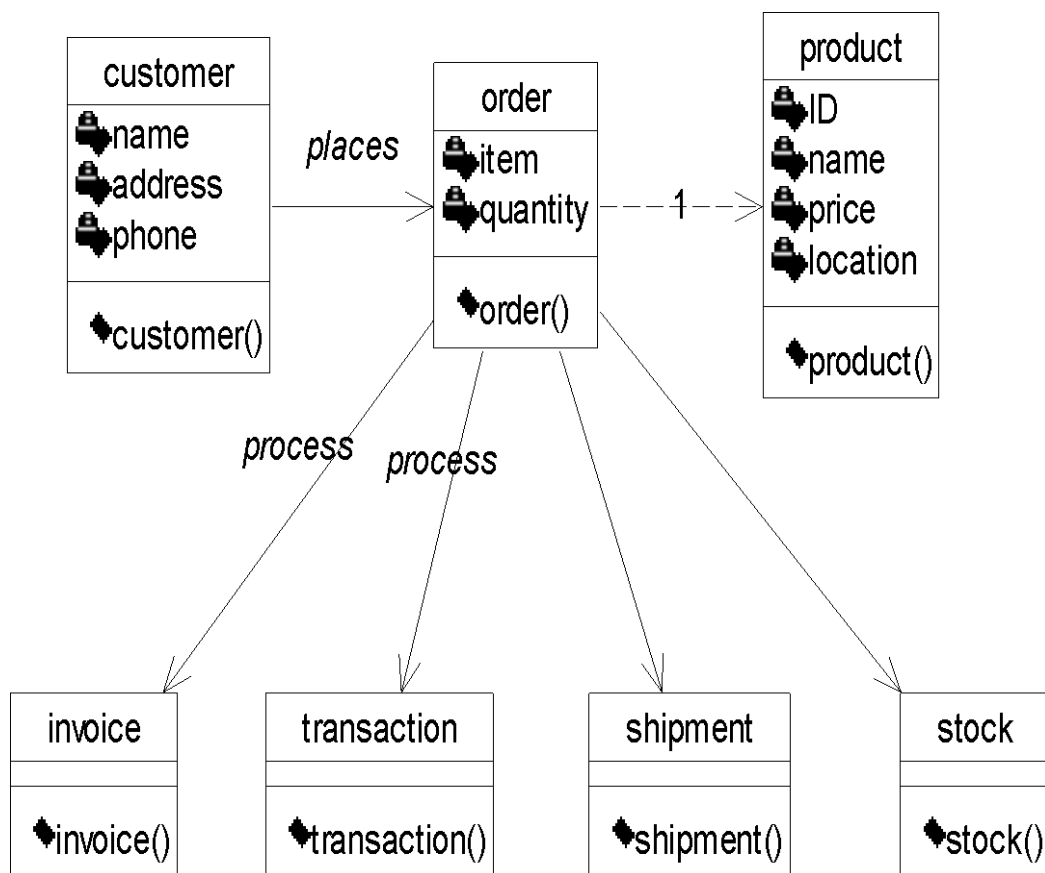 customer
name
address
phone
customer()
places
order
item
quantity
order()
1
product
ID
name
price
location
product()
process
process
invoice
invoice()
transaction
transaction()
shipment
shipment()
stock
stock()